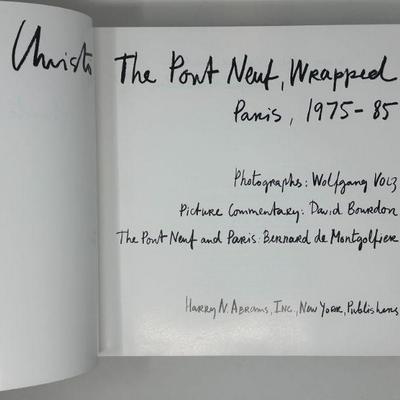 Christo The Pont Neuf, Wrapped
Paris, 1975-85
Photographs: Wolfgang Volz
Picture Commentary: David Bourdon
The Pont Neuf and Paris: Bernard de Montgolfier
Harry N. Abrams, Inc., New York, Publishers